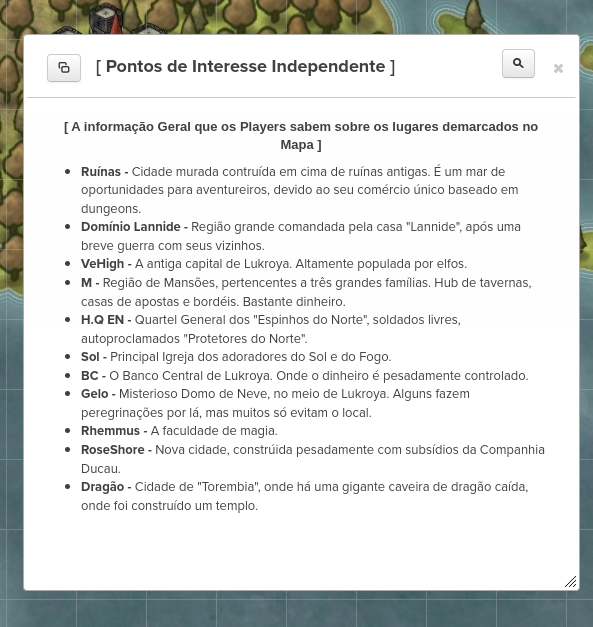 [ Pontos de Interesse Independente ]
[ A informação Geral que os Players sabem sobre os lugares demarcados no
Mapa ]
Ruínas - Cidade murada contruída em cima de ruínas antigas. É um mar de
oportunidades para aventureiros, devido ao seu comércio único baseado em
dungeons.
Domínio Lannide - Região grande comandada pela casa "Lannide", após uma
breve guerra com seus vizinhos.
VeHigh - A antiga capital de Lukroya. Altamente populada por elfos.
M - Região de Mansões, pertencentes a três grandes famílias. Hub de tavernas,
casas de apostas e bordéis. Bastante dinheiro.
H.Q EN - Quartel General dos "Espinhos do Norte", soldados livres,
autoproclamados "Protetores do Norte".
Sol - Principal Igreja dos adoradores do Sol e do Fogo.
BC - O Banco Central de Lukroya. Onde o dinheiro é pesadamente controlado.
Gelo - Misterioso Domo de Neve, no meio de Lukroya. Alguns fazem
peregrinações por lá, mas muitos só evitam o local.
Rhemmus - A faculdade de magia.
RoseShore - Nova cidade, constrúida pesadamente com subsídios da Companhia
Ducau.
Dragão - Cidade de "Torembia", onde há uma gigante caveira de dragão caída,
onde foi construído um templo.